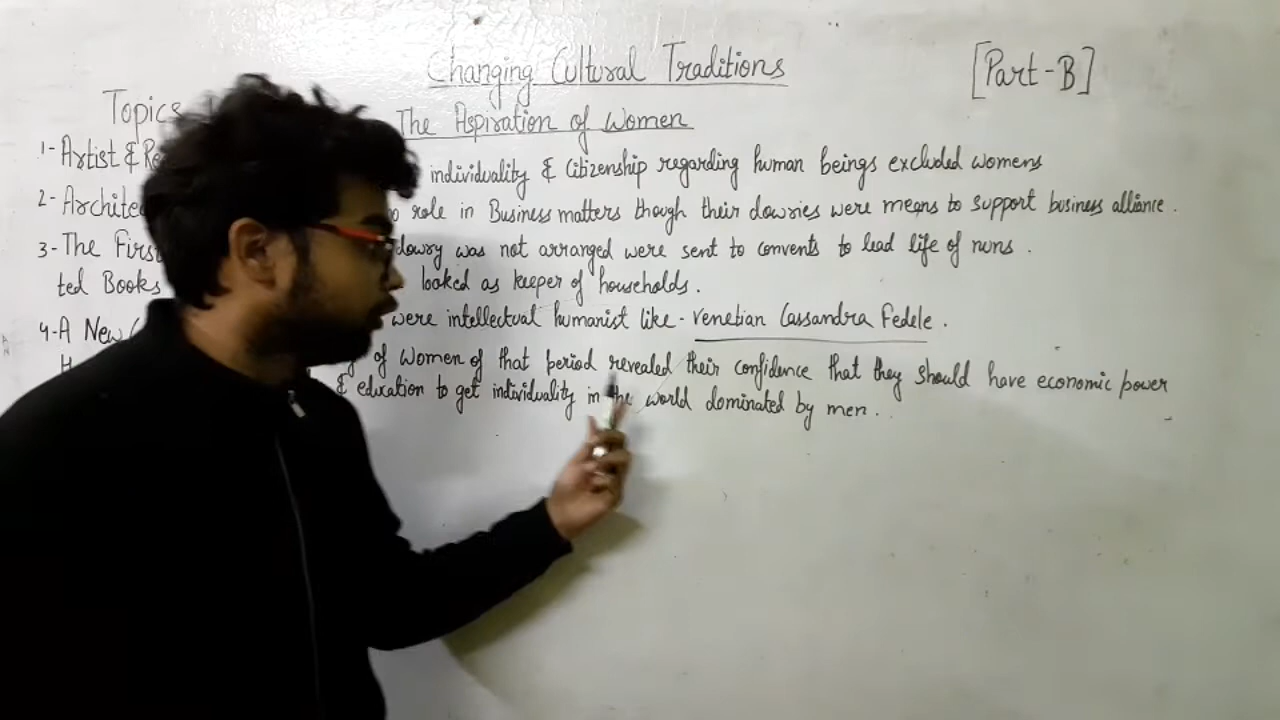 Changing Cultural Traditions
[Part-B]
Topics
The Aspiration of Women
1- Artist &
individuality & Citizenship regarding human beings excluded womens
2-
role in Business matters though their dowries were means to support business alliance.
3- The First
dowry was not arranged were sent to convents to lead life of nuns.
ted Books
looked as keeper of households.
4- A New
were intellectual humanist like - Venetian Cassandra Fedele.
of Women of that period revealed their confidence that they should have economic power
& education to get individuality in the world dominated by men.